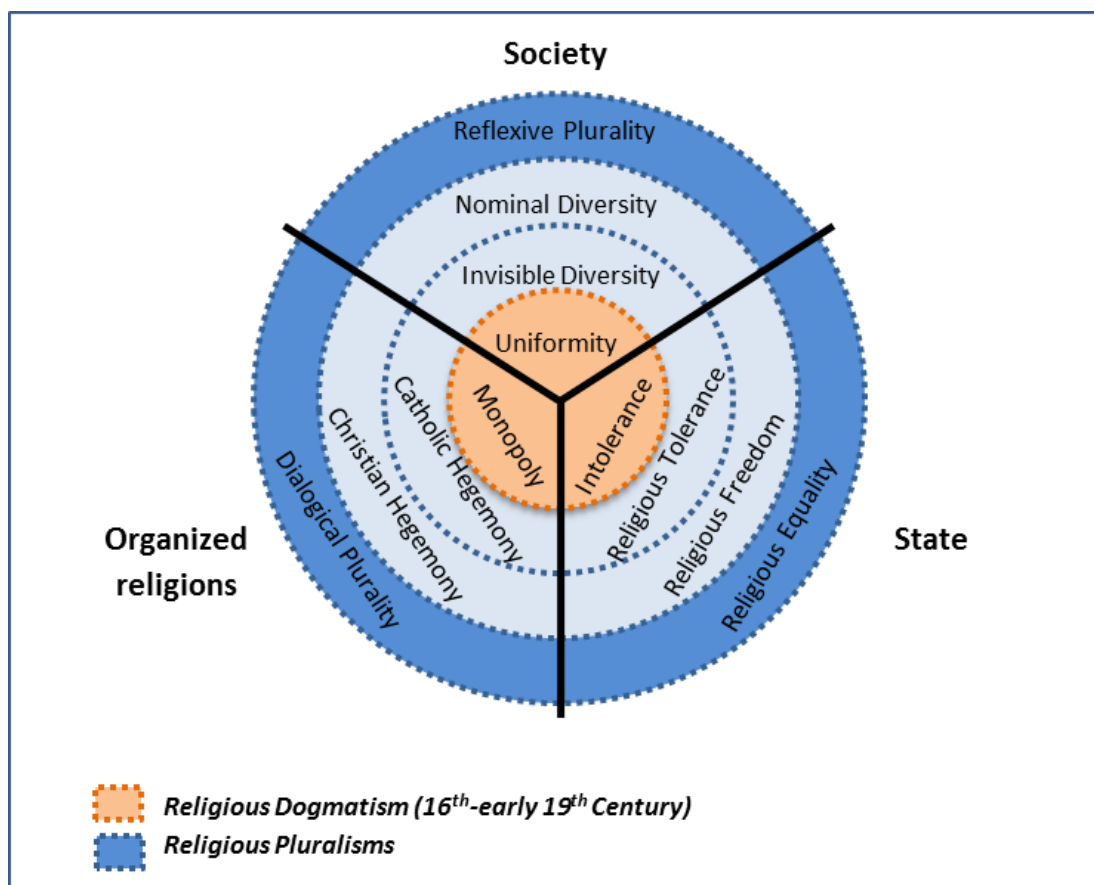 Society
Reflexive Plurality
Nominal Diversity
Invisible Diversity
Uniformity
Monopoly
Catholic Hegemony
Christian Hegemony
Dialogical Plurality
Intolerance
Religious Tolerance
Religious Freedom
Religious Equality
Organized
religions
State
Religious Dogmatism (16th-early 19th Century)
Religious Pluralisms